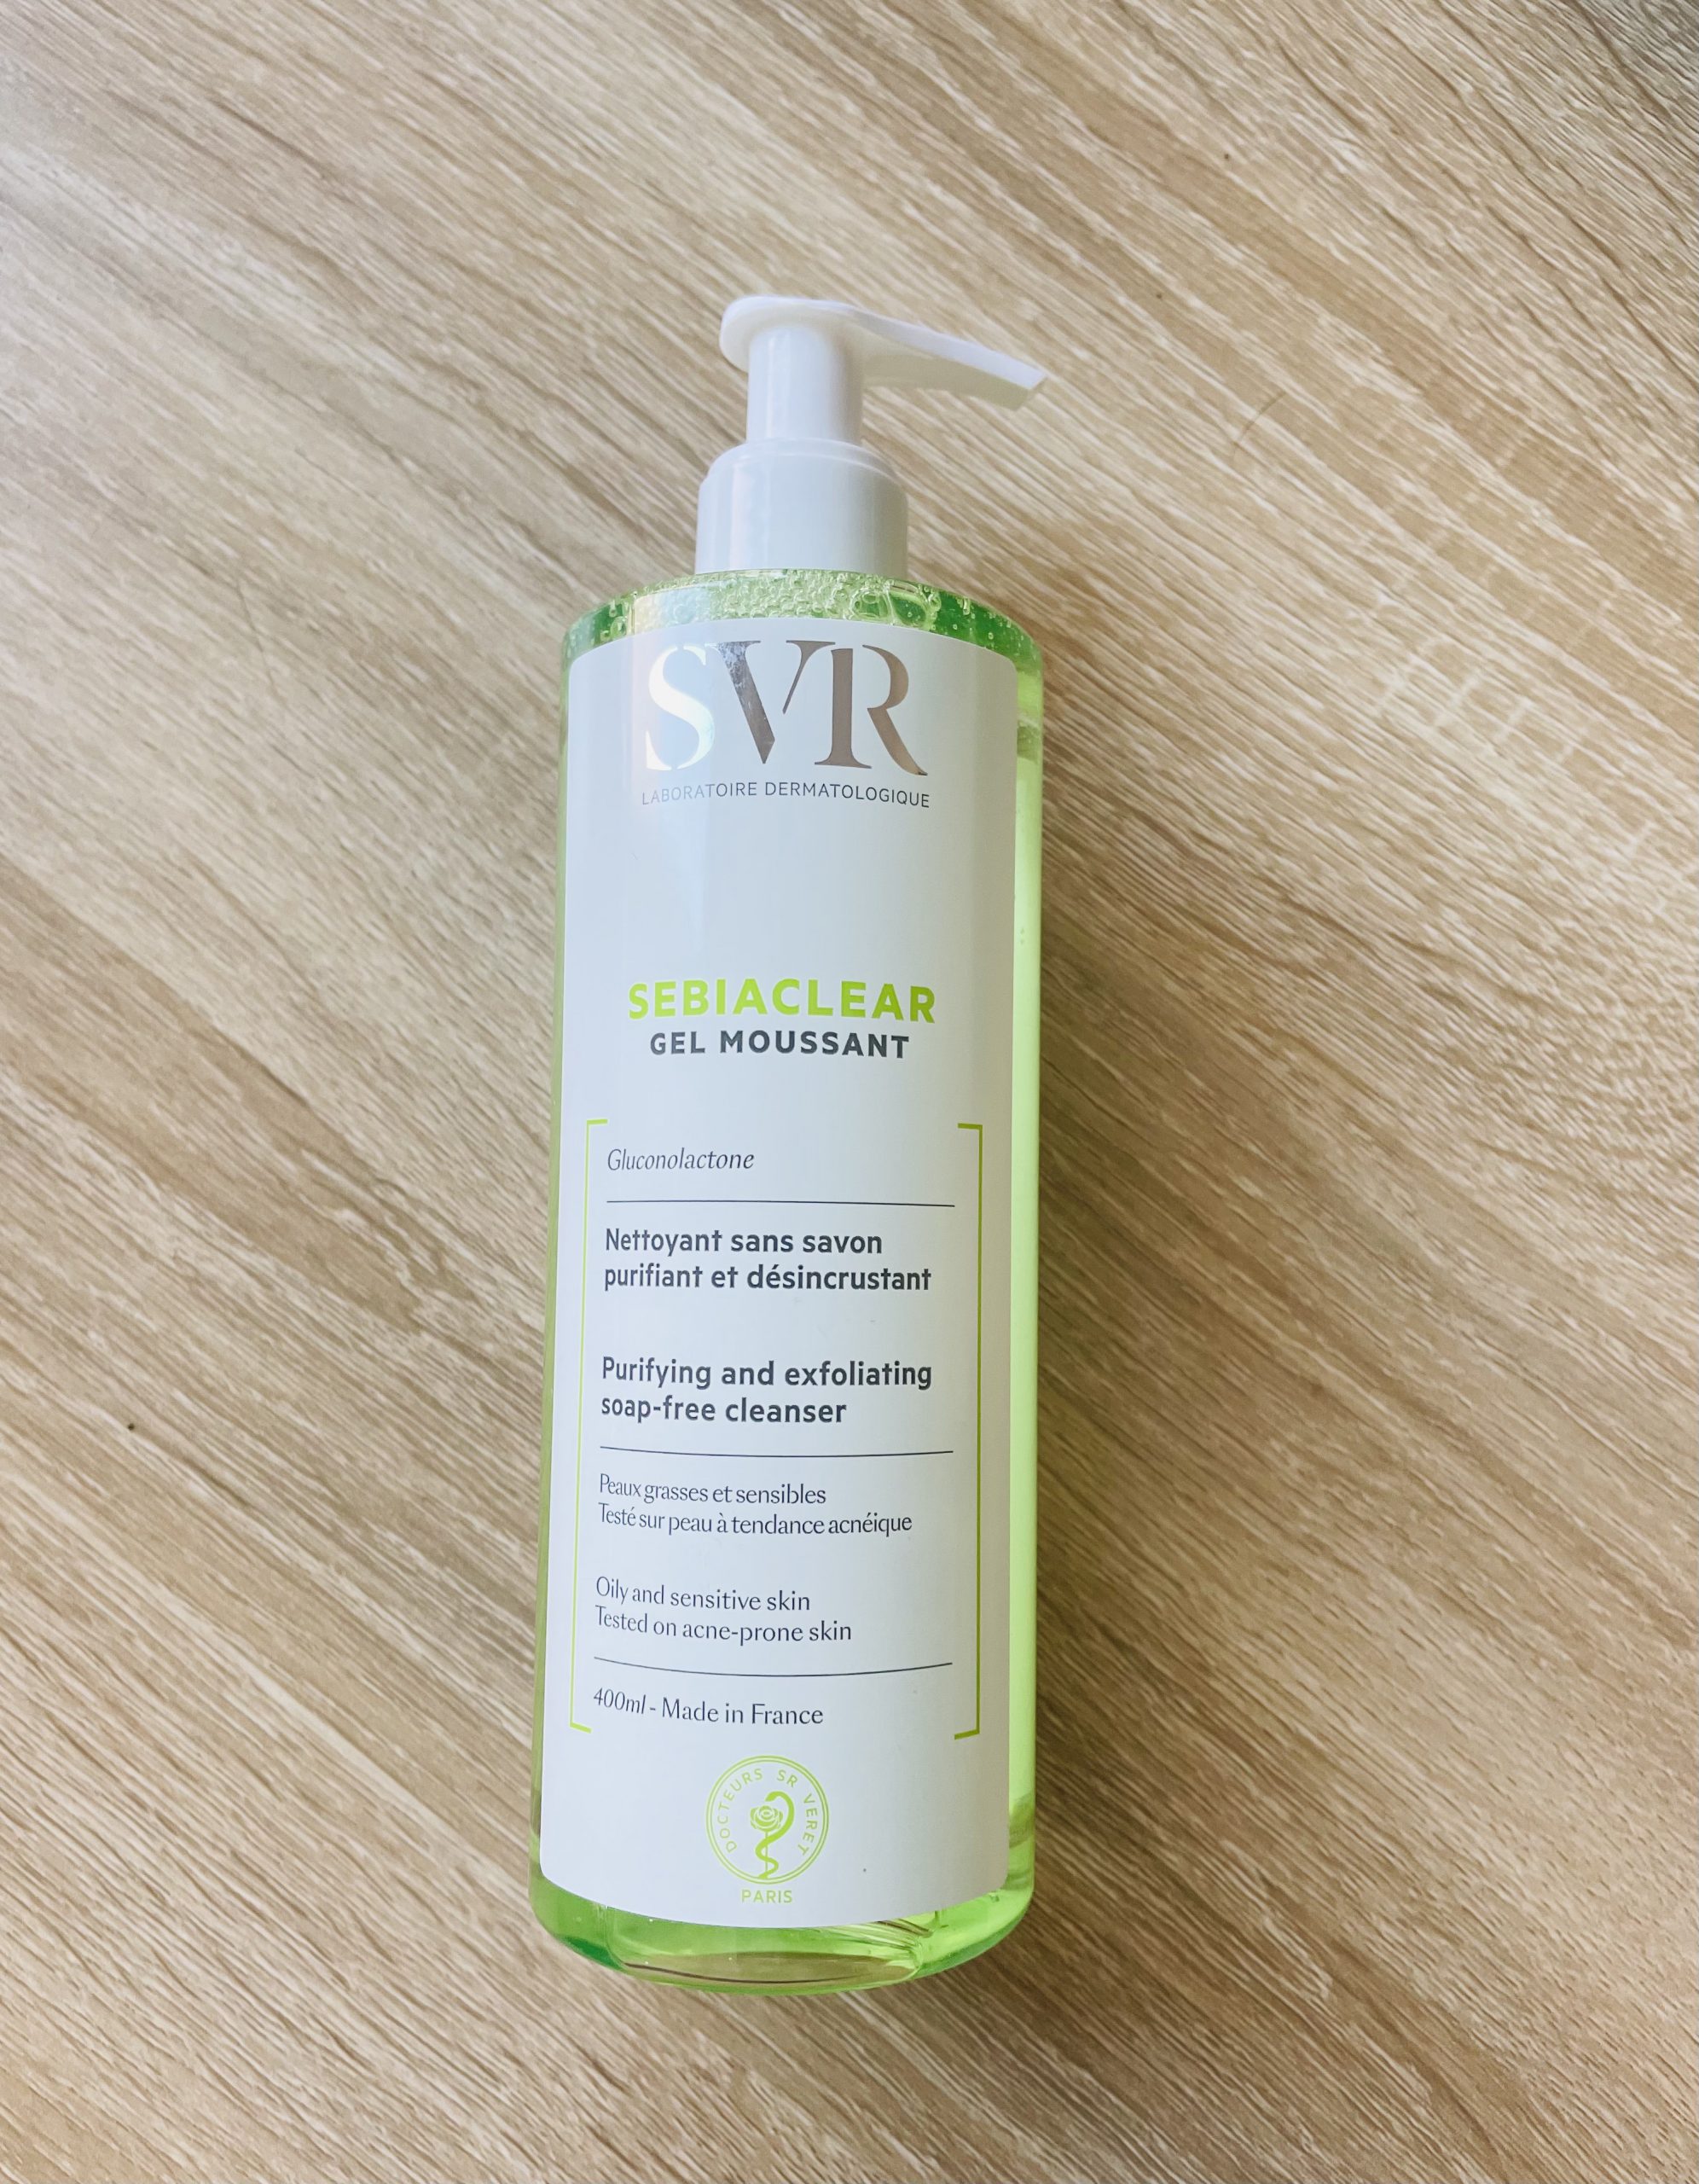 SVR
LABORATOIRE DERMATOLOGIQUE
SEBIACLEAR
GEL MOUSSANT
Gluconolactone
Nettoyant sans savon
purifiant et désincrustant
Purifying and exfoliating
soap-free cleanser
Peaux grasses et sensibles
Testé sur peau à tendance acnéique
Oily and sensitive skin
Tested on acne-prone skin
400ml - Made in France
DOCTEURS SR VERET
PARIS